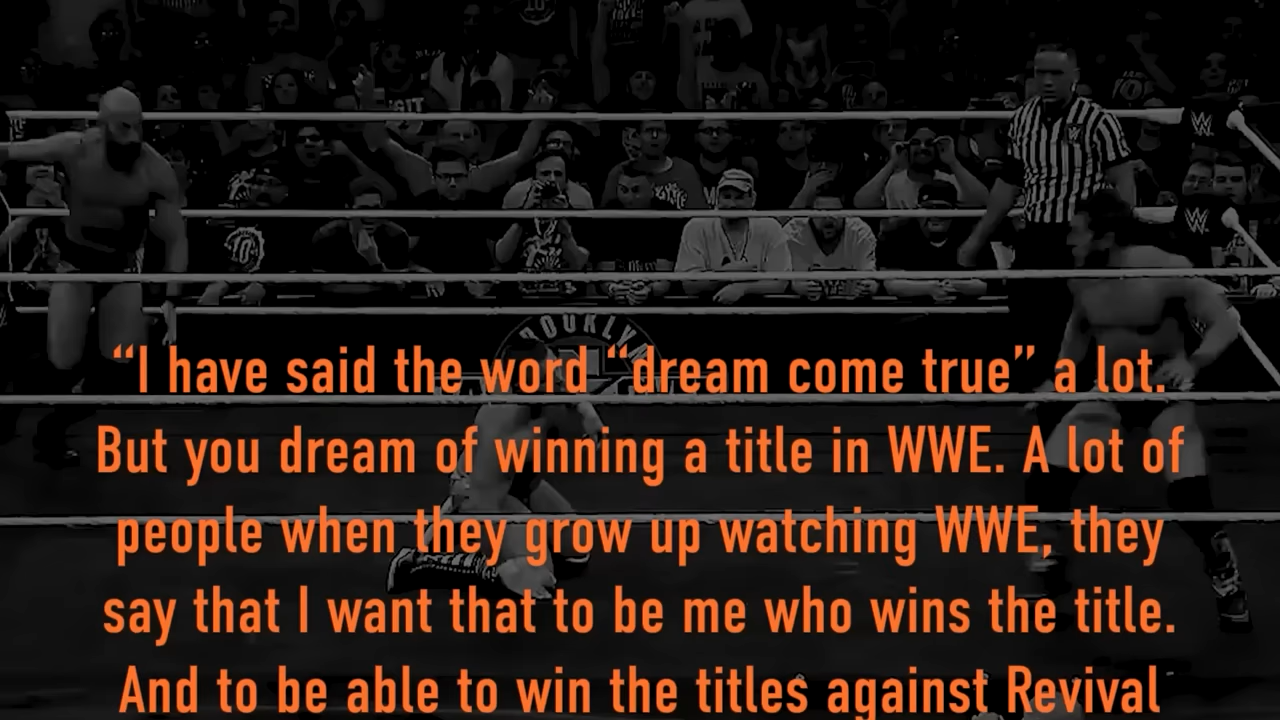 BROOKLYN
“I have said the word “dream come true” a lot.
But you dream of winning a title in WWE. A lot of
people when they grow up watching WWE, they
say that I want that to be me who wins the title.
And to be able to win the titles against Revival